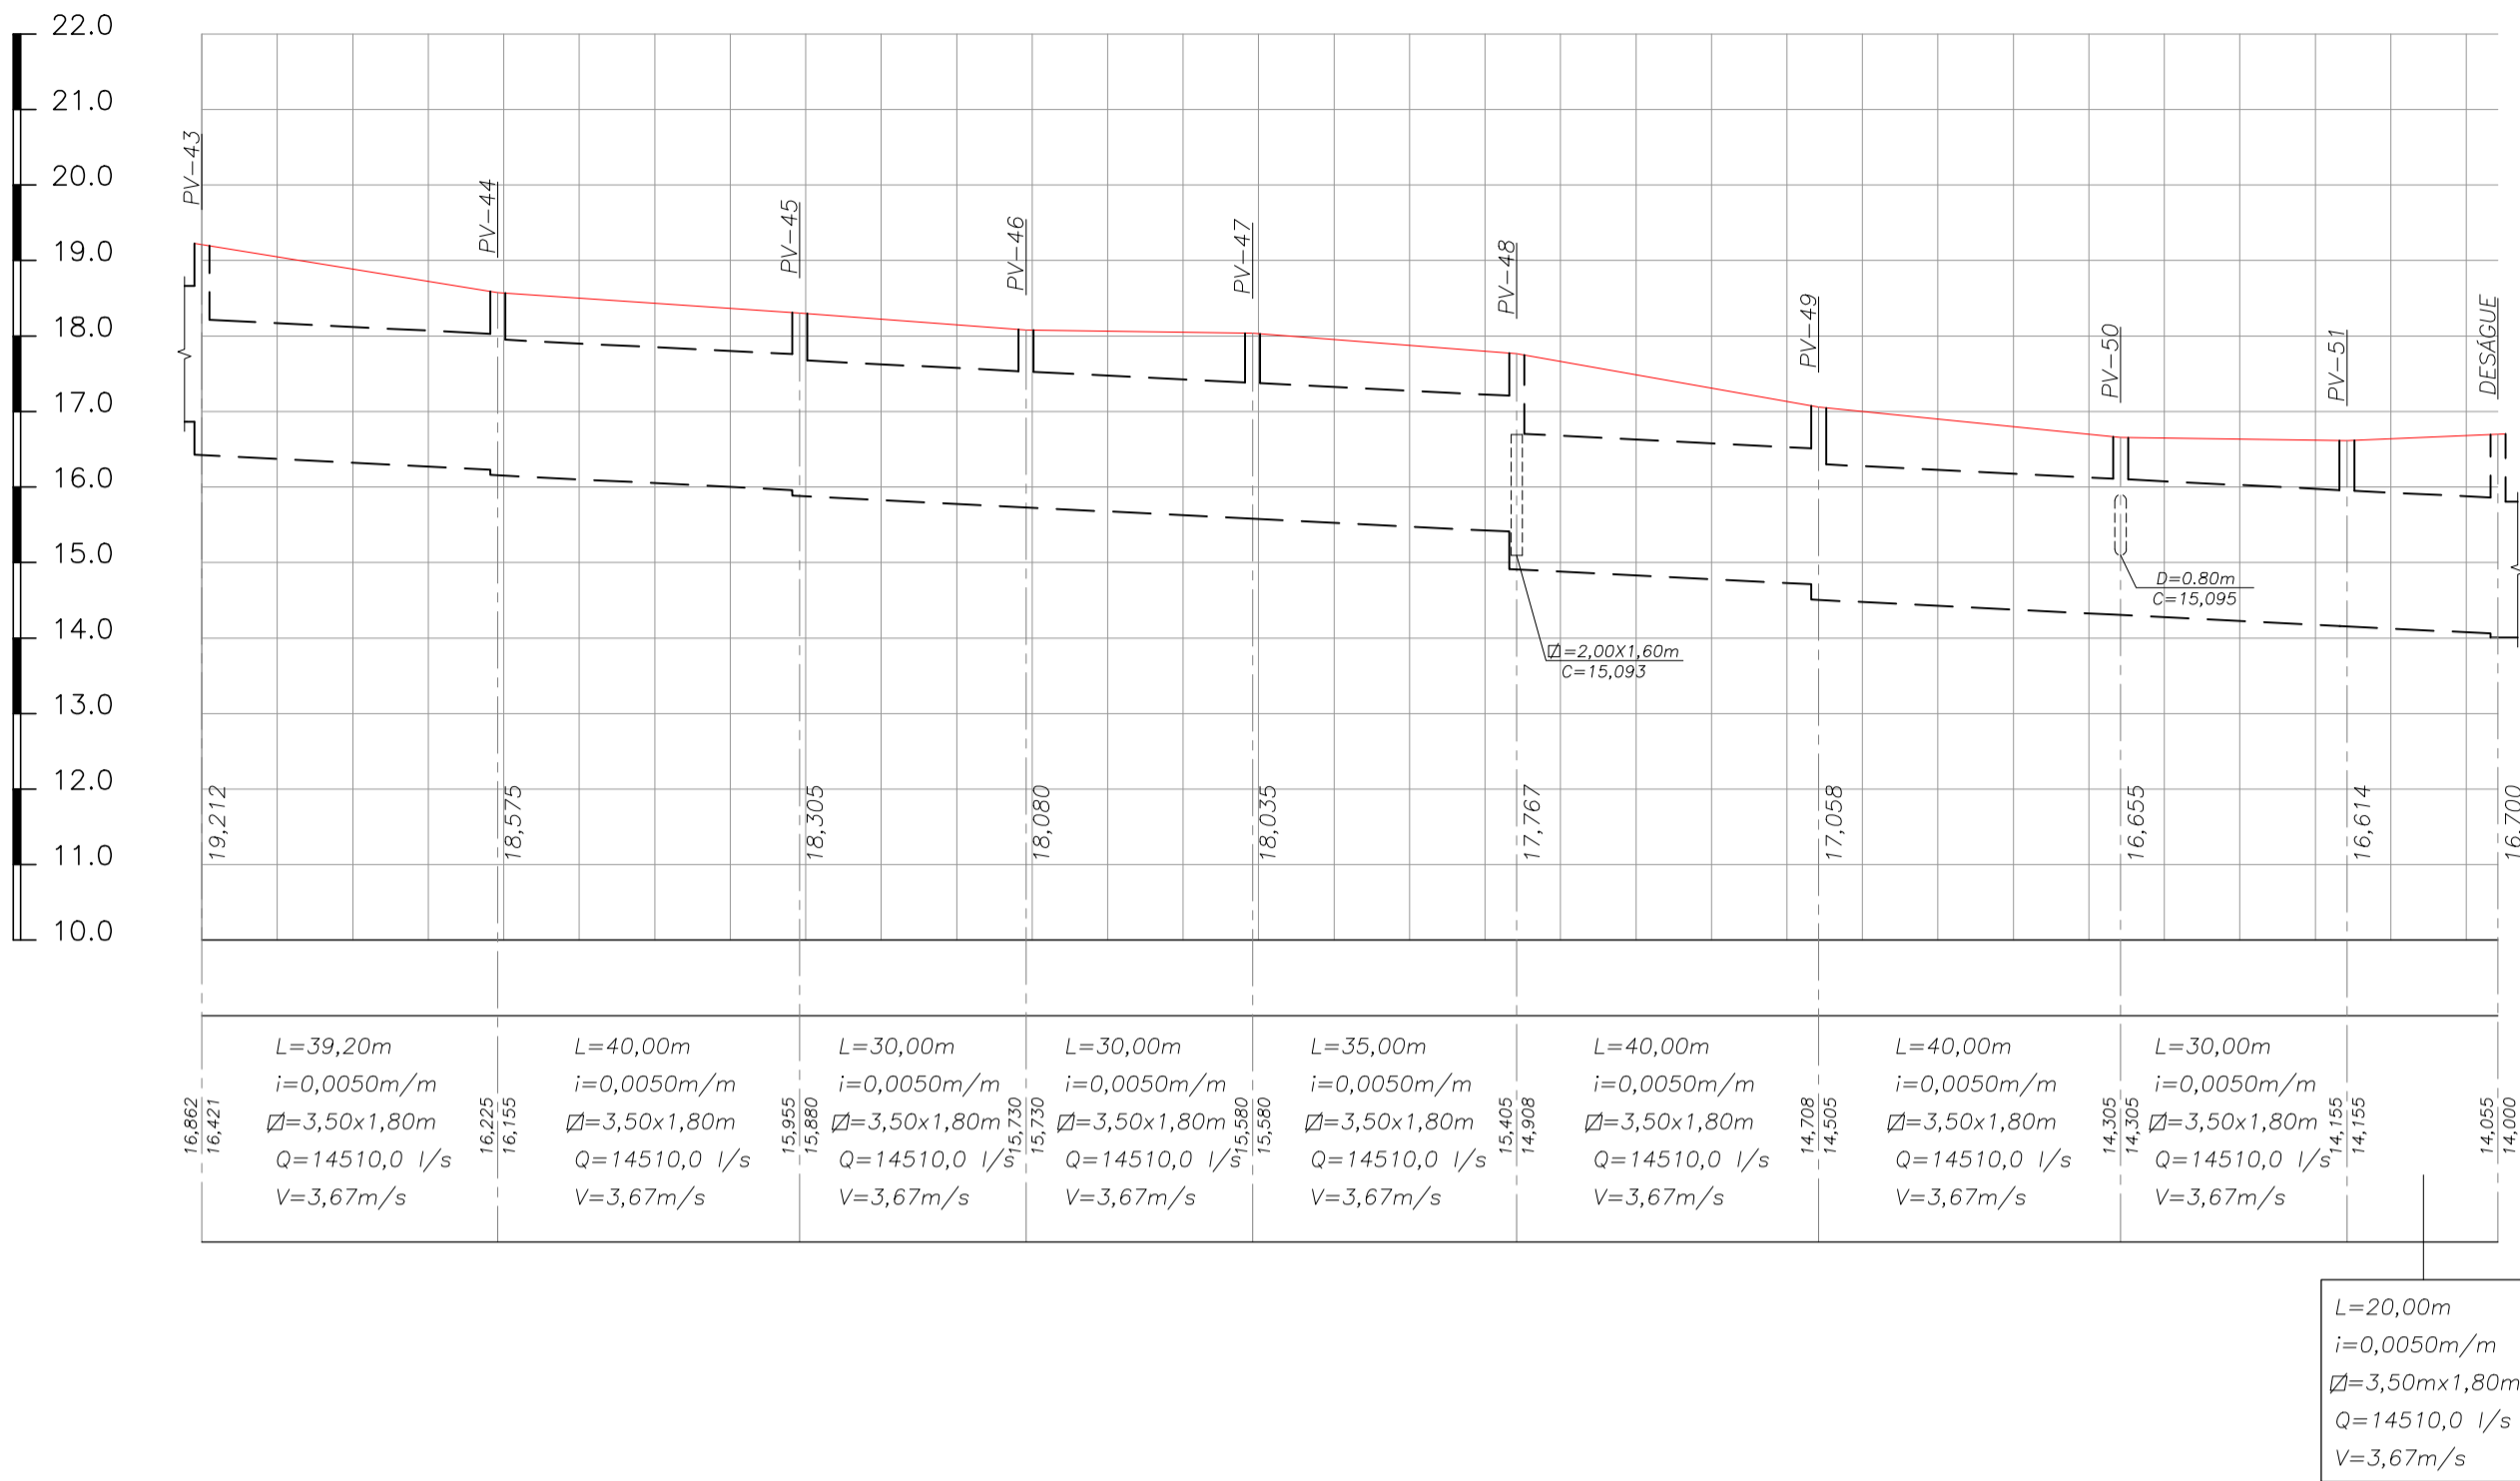 22.0
21.0
20.0
19.0
18.0
17.0
16.0
15.0
14.0
13.0
12.0
11.0
10.0
PV-43
PV-44
PV-45
PV-46
PV-47
PV-48
PV-49
PV-50
PV-51
DESÁGUE
D=0.80m
C=15,095
=2,00X1,60m
C=15,093
19,212
18,575
18,305
18,080
18,035
17,767
17,058
16,655
16,614
16,700
16,862
16,421
L=39,20m
i=0,0050m/m
=3,50x1,80m
Q=14510,0 l/s
V=3,67m/s
16,225
16,155
L=40,00m
i=0,0050m/m
=3,50x1,80m
Q=14510,0 l/s
V=3,67m/s
15,955
15,880
L=30,00m
i=0,0050m/m
=3,50x1,80m
Q=14510,0 l/s
V=3,67m/s
15,730
15,730
L=30,00m
i=0,0050m/m
=3,50x1,80m
Q=14510,0 l/s
V=3,67m/s
15,580
15,580
L=35,00m
i=0,0050m/m
=3,50x1,80m
Q=14510,0 l/s
V=3,67m/s
15,405
14,908
L=40,00m
i=0,0050m/m
=3,50x1,80m
Q=14510,0 l/s
V=3,67m/s
14,708
14,505
L=40,00m
i=0,0050m/m
=3,50x1,80m
Q=14510,0 l/s
V=3,67m/s
14,305
14,305
L=30,00m
i=0,0050m/m
=3,50x1,80m
Q=14510,0 l/s
V=3,67m/s
14,155
14,155
14,055
14,000
L=20,00m
i=0,0050m/m
=3,50mx1,80m
Q=14510,0 l/s
V=3,67m/s